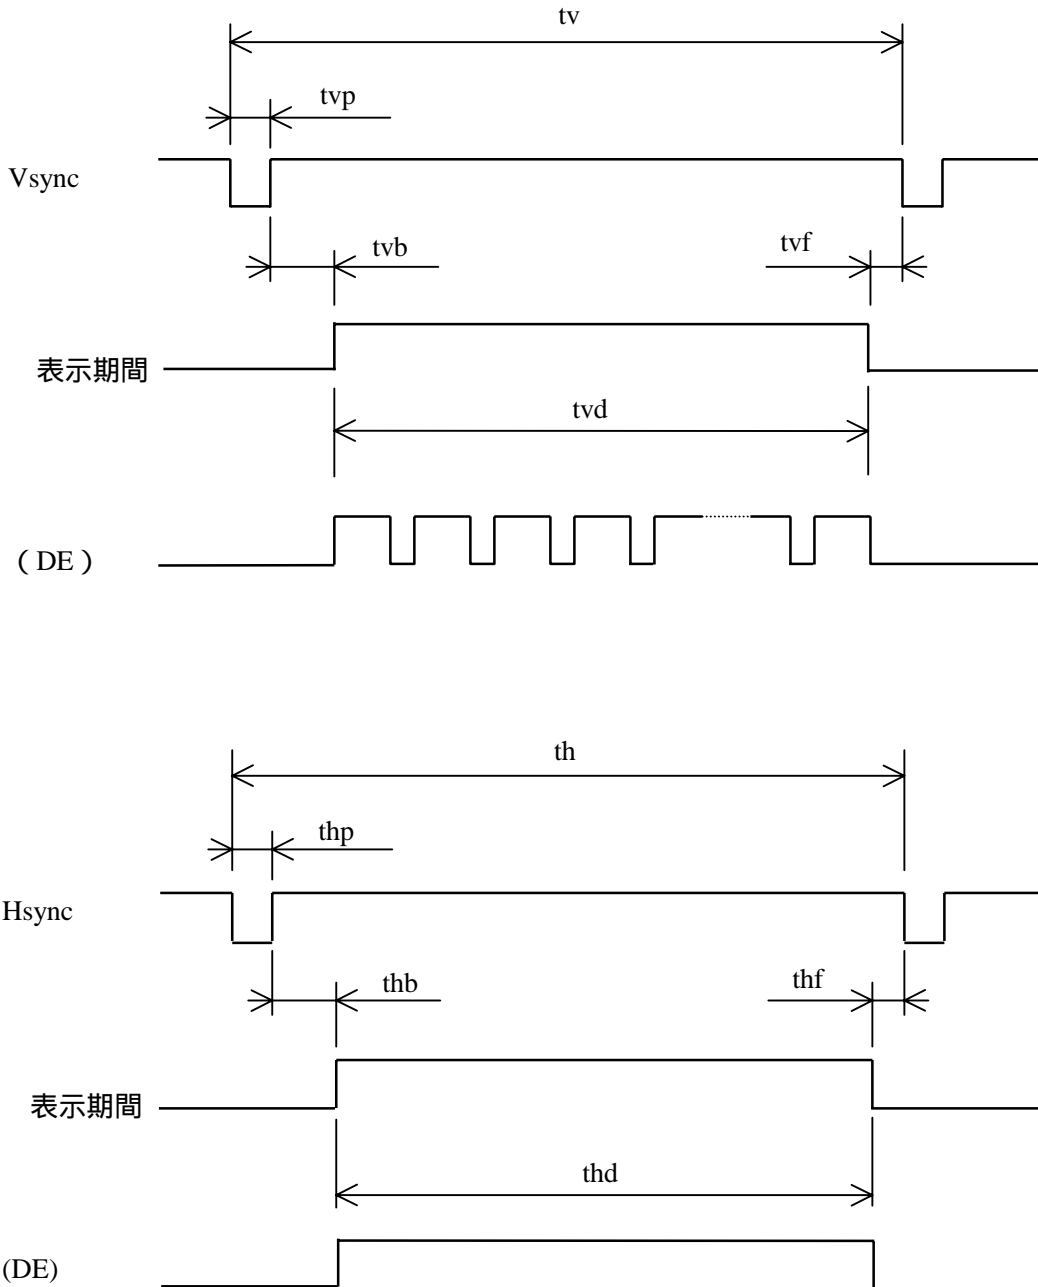 tv
tvp
Vsync
tvb
tvf
表示期間
tvd
( DE )
th
thp
Hsync
thb
thf
表示期間
thd
(DE)